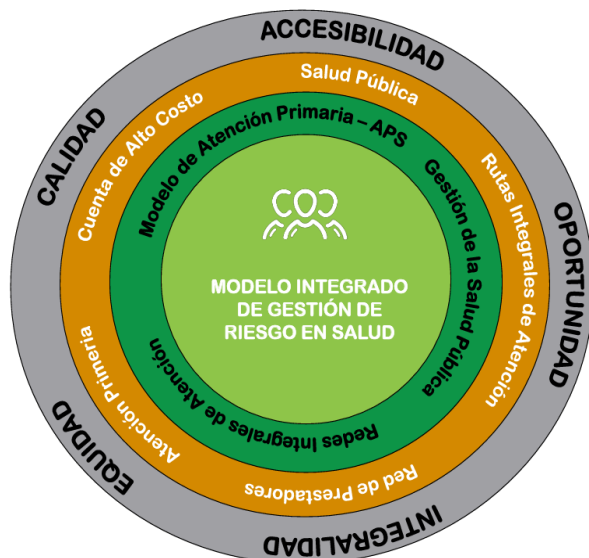 ACCESIBILIDAD
OPORTUNIDAD
INTEGRALIDAD
EQUIDAD
CALIDAD
Salud Pública
Rutas Integrales de Atención
Red de Prestadores
Atención Primeria
Cuenta de Alto Costo
Modelo de Atención Primaria – APS
Gestión de la Salud Pública
Redes Integrales de Atención
MODELO INTEGRADO
DE GESTIÓN DE
RIESGO EN SALUD